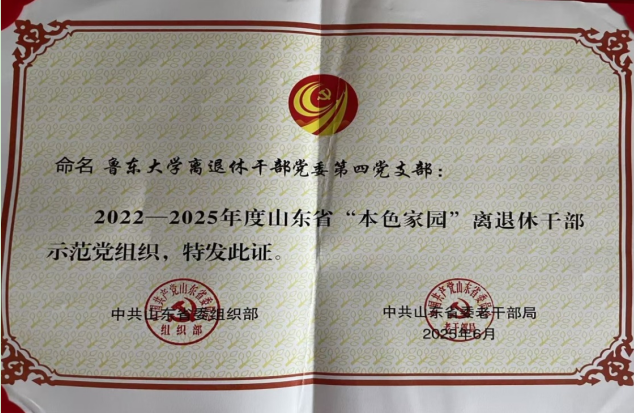 命名 鲁东大学离退休干部党委第四党支部：
2022—2025年度山东省“本色家园”离退休干部
示范党组织，特发此证。
中共山东省委组织部
中共山东省委老干部局
2025年6月
组织部